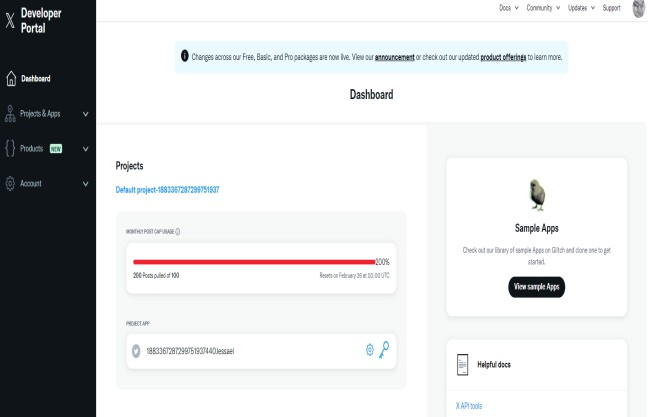 Developer
Portal
Docs Community Updates Support
Dashboard
Projects & Apps
Products NEW
Account
Changes across our Free, Basic, and Pro packages are now live. View our announcement or check out our updated product offerings to learn more.
Dashboard
Projects
Default project-1883367287299751937
MONTHLY POST CAP USAGE
200%
200 Posts pulled of 100
Resets on February 26 at 00:00 UTC
PROJECT APP
1883367287299751937440Jessael
Sample Apps
Check out our library of sample Apps on Glitch and clone one to get
started.
View sample Apps
Helpful docs
X API tools